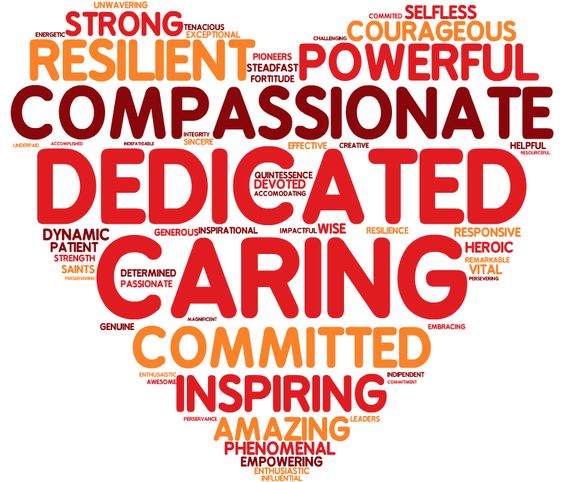 UNWAVERING
STRONG
TENACIOUS
ENERGETIC
EXCEPTIONAL
COMMITED
SELFLESS
CHALLENGING
COURAGEOUS
RESILIENT
PIONEERS
STEADFAST
FORTITUDE
POWERFUL
COMPASSIONATE
UNDERPAID
ACCOMPLISHED
INDEFATIGABLE
INTEGRITY
SINCERE
EFFECTIVE
CREATIVE
HELPFUL
RESOURCEFUL
DEDICATED
QUINTESSENCE
DEVOTED
ACCOMODATING
DYNAMIC
PATIENT
STRENGTH
SAINTS
PERSERVERING
GENEROUS
INSPIRATIONAL
IMPACTFUL
WISE
RESILIENCE
RESPONSIVE
HEROIC
REMARKABLE
VITAL
PERSEVERING
DETERMINED
PASSIONATE
CARING
GENUINE
MAGNIFICENT
EMBRACING
COMMITTED
ENTHUSAISTIC
AWESOME
INSPIRING
INDIPENDENT
COMMITMENT
PERSERVANCE
AMAZING
LEADERS
PHENOMENAL
EMPOWERING
ENTHUSIASTIC
INFLUENTIAL